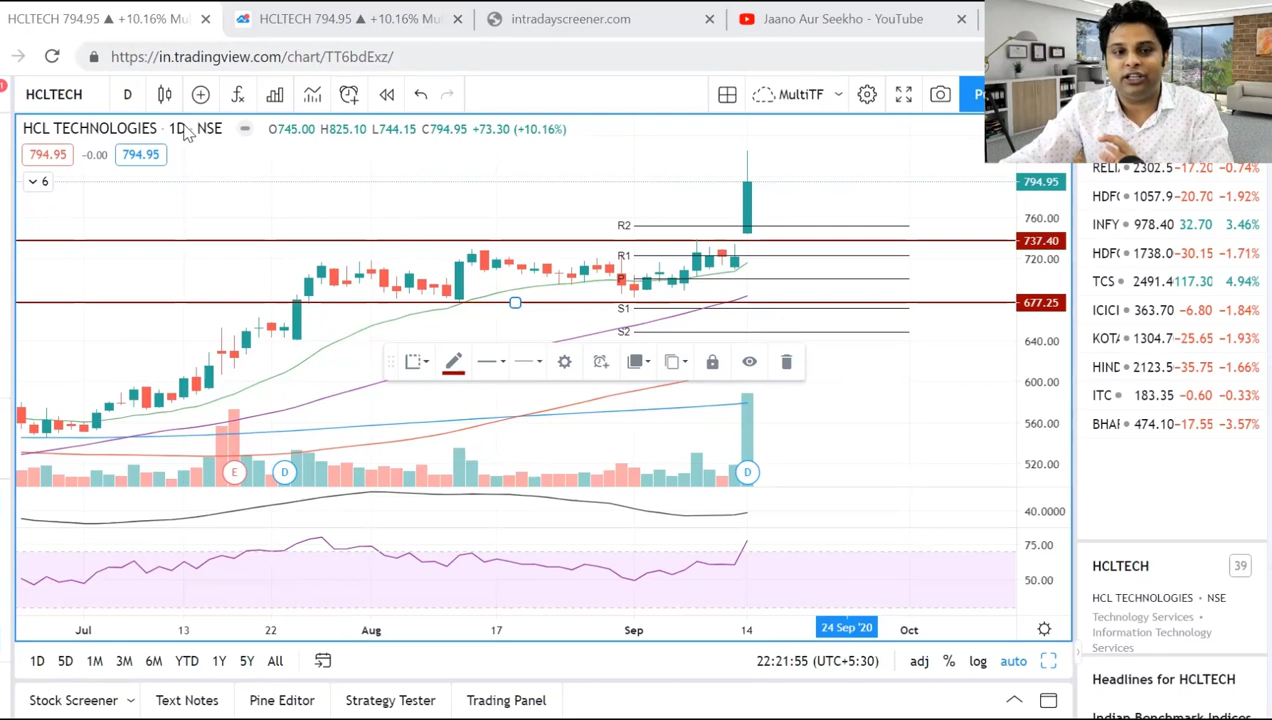 HCLTECH 794.95 ▲ +10.16% Mul
HCLTECH 794.95 ▲ +10.16% Mul
intradayscreener.com
Jaano Aur Seekho - YouTube
https://in.tradingview.com/chart/TT6bdExz/
HCLTECH
D
MultiTF
HCL TECHNOLOGIES · 1D · NSE
O745.00 H825.10 L744.15 C794.95 +73.30 (+10.16%)
794.95 -0.00 794.95
6
794.95
760.00
737.40
720.00
677.25
640.00
600.00
560.00
520.00
40.0000
75.00
50.00
R2
R1
P
S1
S2
E
D
D
Jul
13
22
Aug
17
Sep
14
24 Sep '20
Oct
1D 5D 1M 3M 6M YTD 1Y 5Y All
22:21:55 (UTC+5:30)
adj % log auto
Stock Screener
Text Notes
Pine Editor
Strategy Tester
Trading Panel
RELI 2302.5 -17.20 -0.74%
HDFC 1057.9 -20.70 -1.92%
INFY 978.40 32.70 3.46%
HDFC 1738.0 -30.15 -1.71%
TCS 2491.4 117.30 4.94%
ICICI 363.70 -6.80 -1.84%
KOTA 1304.7 -25.65 -1.93%
HIND 2123.5 -35.75 -1.66%
ITC 183.35 -0.60 -0.33%
BHAR 474.10 -17.55 -3.57%
HCLTECH
39
HCL TECHNOLOGIES • NSE
Technology Services •
Information Technology
Services
Headlines for HCLTECH
Indian Benchmark Indices